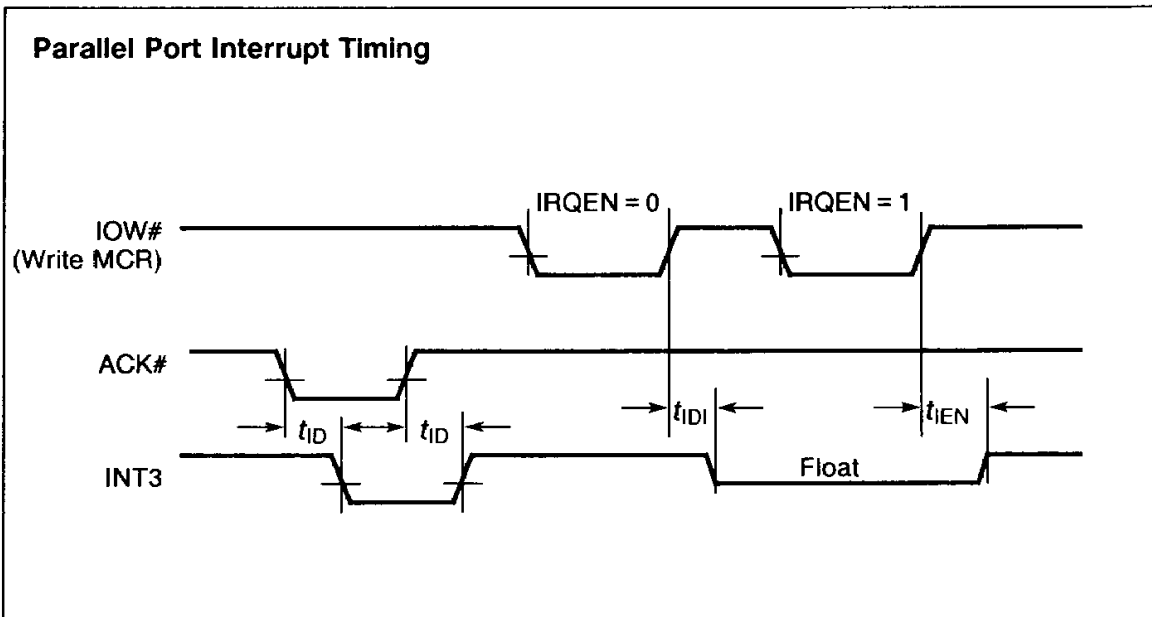 Parallel Port Interrupt Timing
IRQEN = 0
IRQEN = 1
IOW#
(Write MCR)
ACK#
tID
tID
tIDI
tIEN
INT3
Float